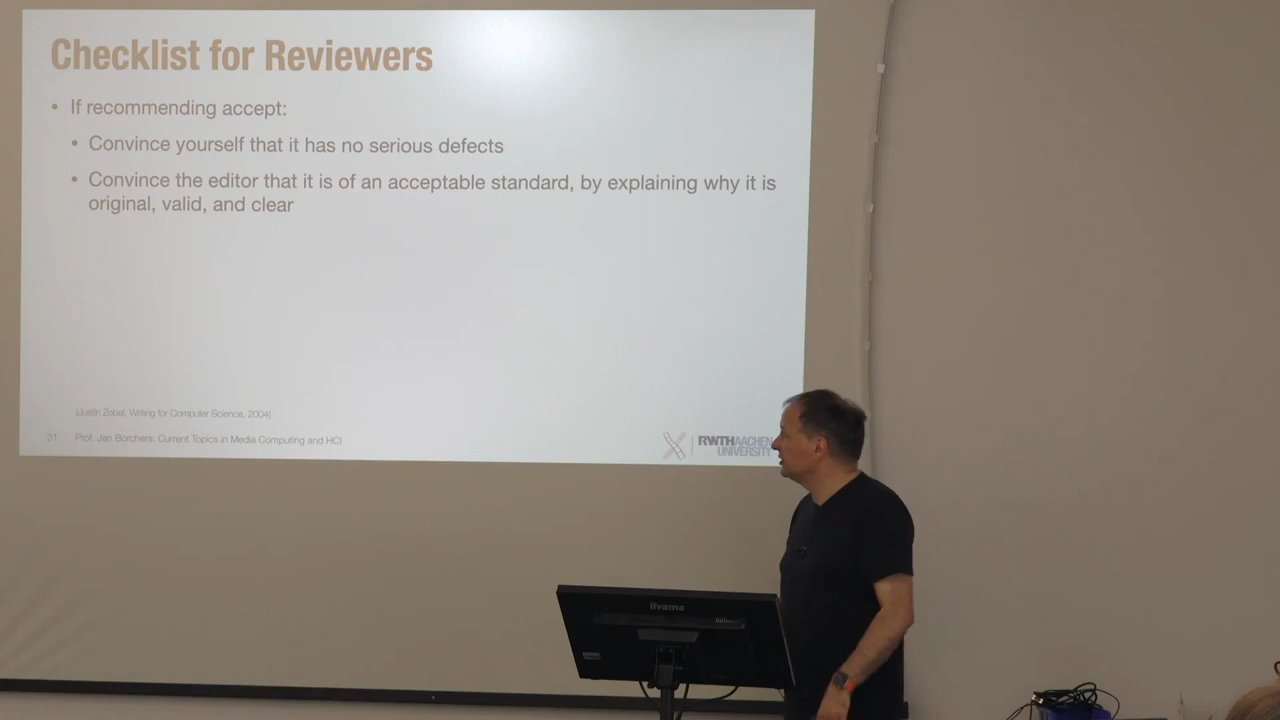 Checklist for Reviewers
• If recommending accept:
• Convince yourself that it has no serious defects
• Convince the editor that it is of an acceptable standard, by explaining why it is
original, valid, and clear
[Justin Zobel, Writing for Computer Science, 2004]
31 Prof. Jan Borchers: Current Topics in Media Computing and HCI
RWTHAACHEN
UNIVERSITY
iiyama